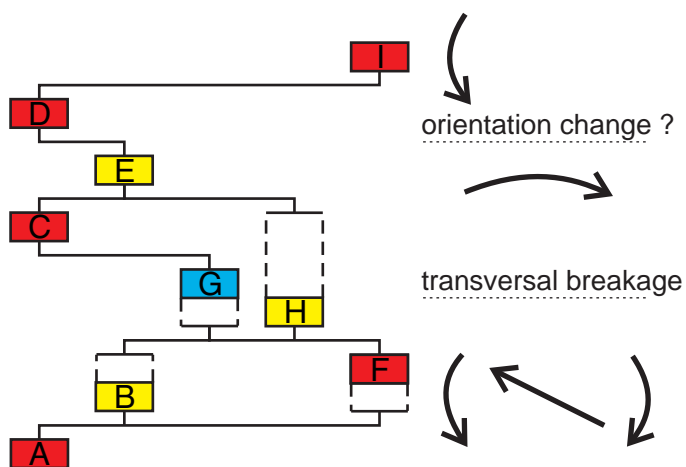 I
D
orientation change ?
E
C
G
transversal breakage
H
F
B
A